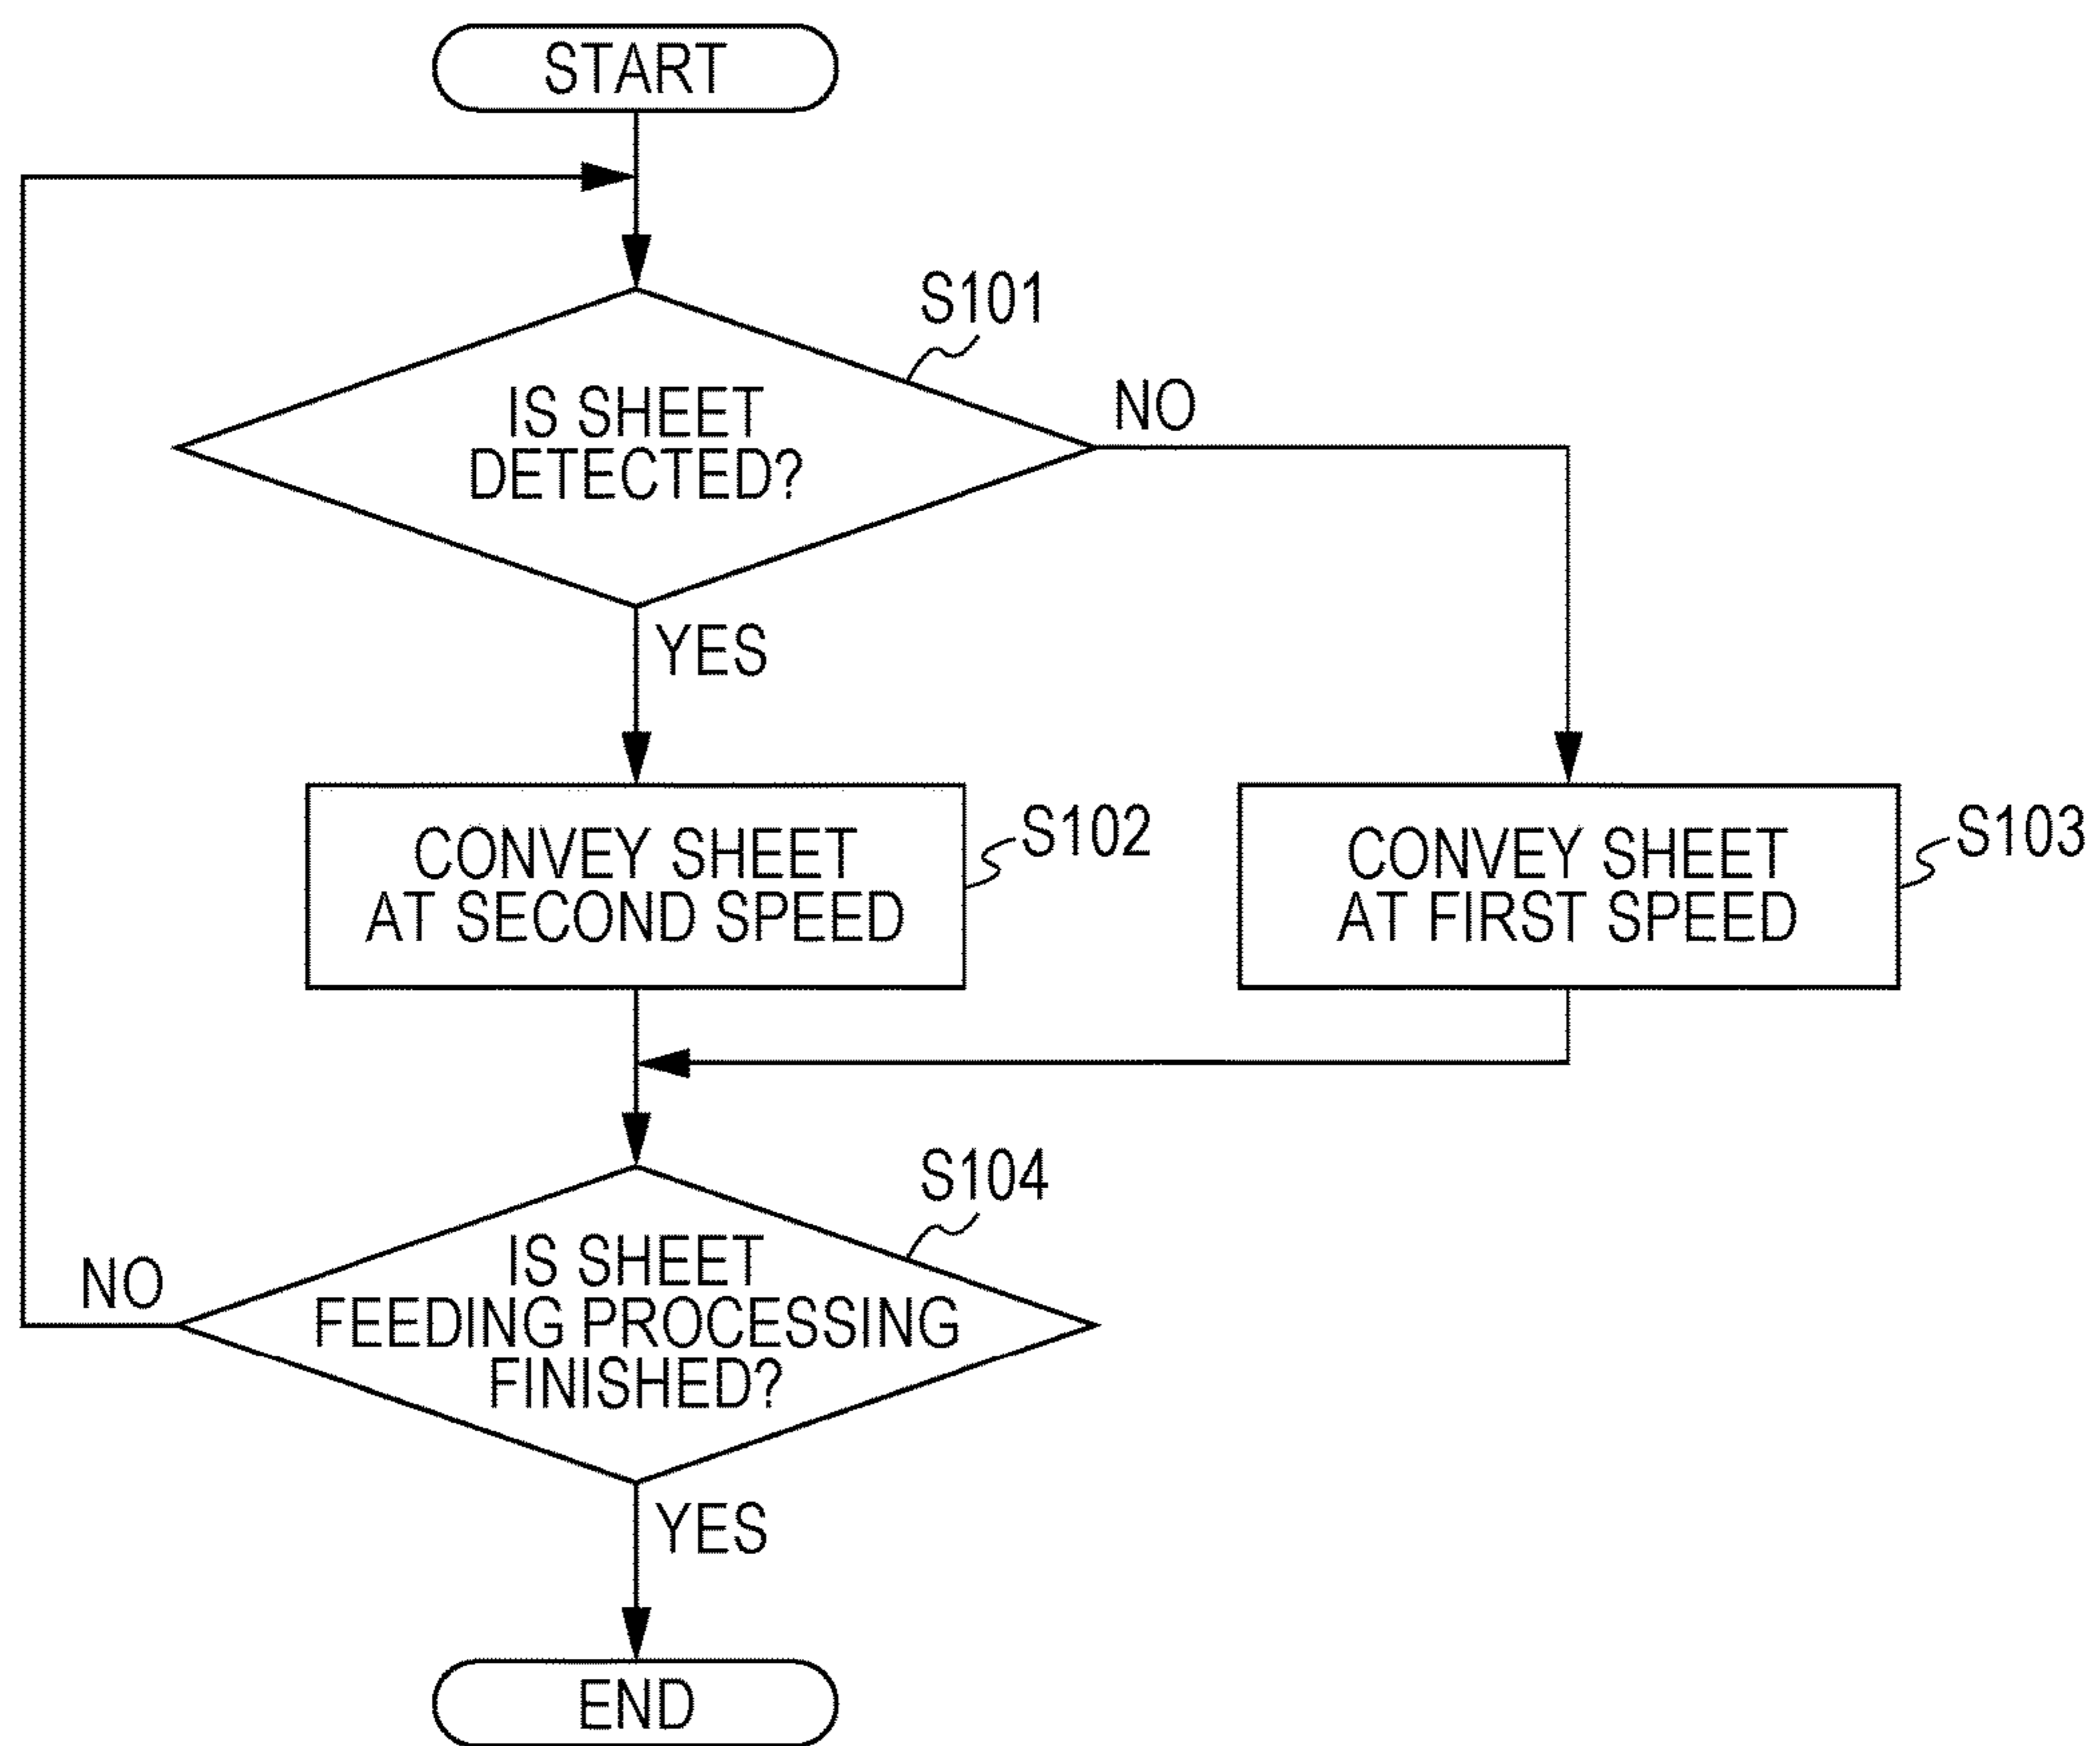 START
S101
IS SHEET
DETECTED?
NO
YES
CONVEY SHEET
AT SECOND SPEED
S102
CONVEY SHEET
AT FIRST SPEED
S103
S104
IS SHEET
FEEDING PROCESSING
FINISHED?
NO
YES
END